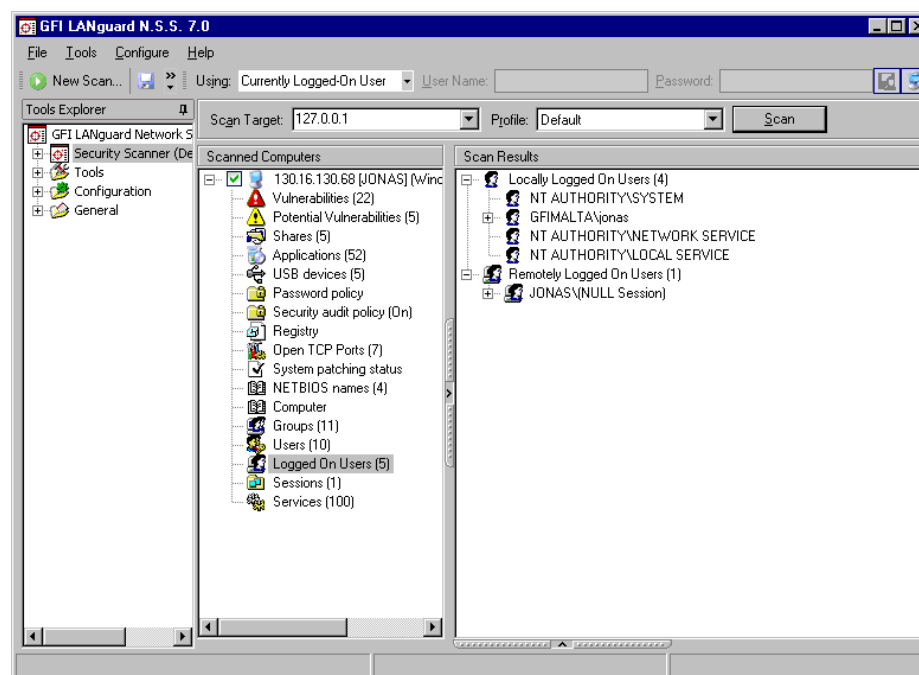 GFI LANguard N.S.S. 7.0
File Tools Configure Help
New Scan... Using: Currently Logged-On User User Name: Password:
Tools Explorer
GFI LANguard Network S
Security Scanner (De
Tools
Configuration
General
Scan Target: 127.0.0.1 Profile: Default Scan
Scanned Computers
130.16.130.68 [JONAS] (Winc
Vulnerabilities (22)
Potential Vulnerabilities (5)
Shares (5)
Applications (52)
USB devices (5)
Password policy
Security audit policy (On)
Registry
Open TCP Ports (7)
System patching status
NETBIOS names (4)
Computer
Groups (11)
Users (10)
Logged On Users (5)
Sessions (1)
Services (100)
Scan Results
Locally Logged On Users (4)
NT AUTHORITY\SYSTEM
GFIMALTA\jonas
NT AUTHORITY\NETWORK SERVICE
NT AUTHORITY\LOCAL SERVICE
Remotely Logged On Users (1)
JONAS\(NULL Session)